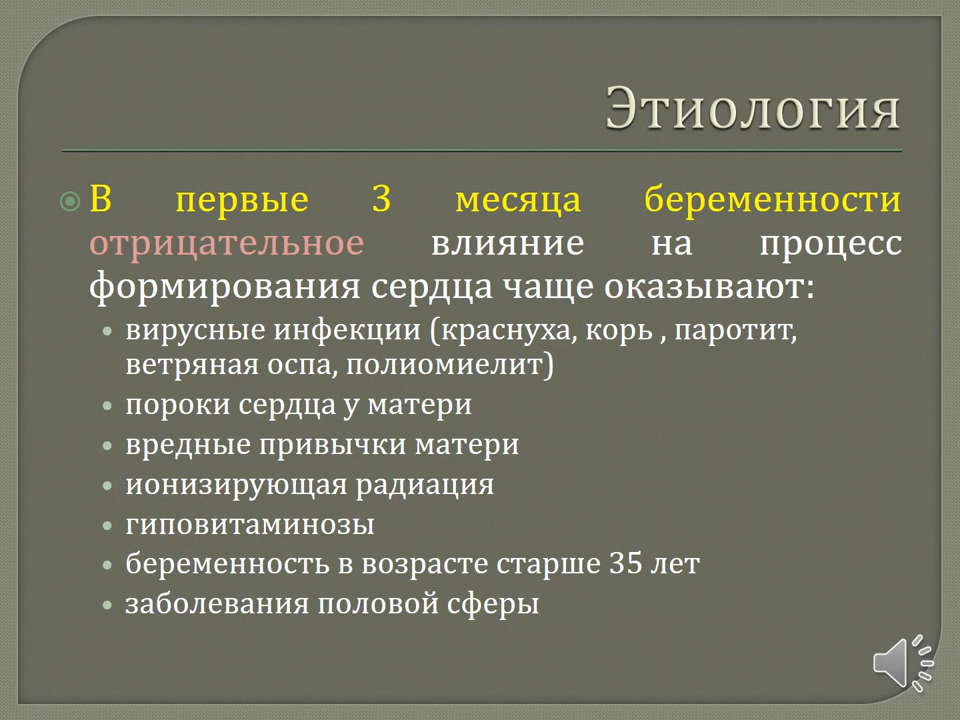 Этиология
В первые 3 месяца беременности
отрицательное влияние на процесс
формирования сердца чаще оказывают:
вирусные инфекции (краснуха, корь , паротит,
ветряная оспа, полиомиелит)
пороки сердца у матери
вредные привычки матери
ионизирующая радиация
гиповитаминозы
беременность в возрасте старше 35 лет
заболевания половой сферы